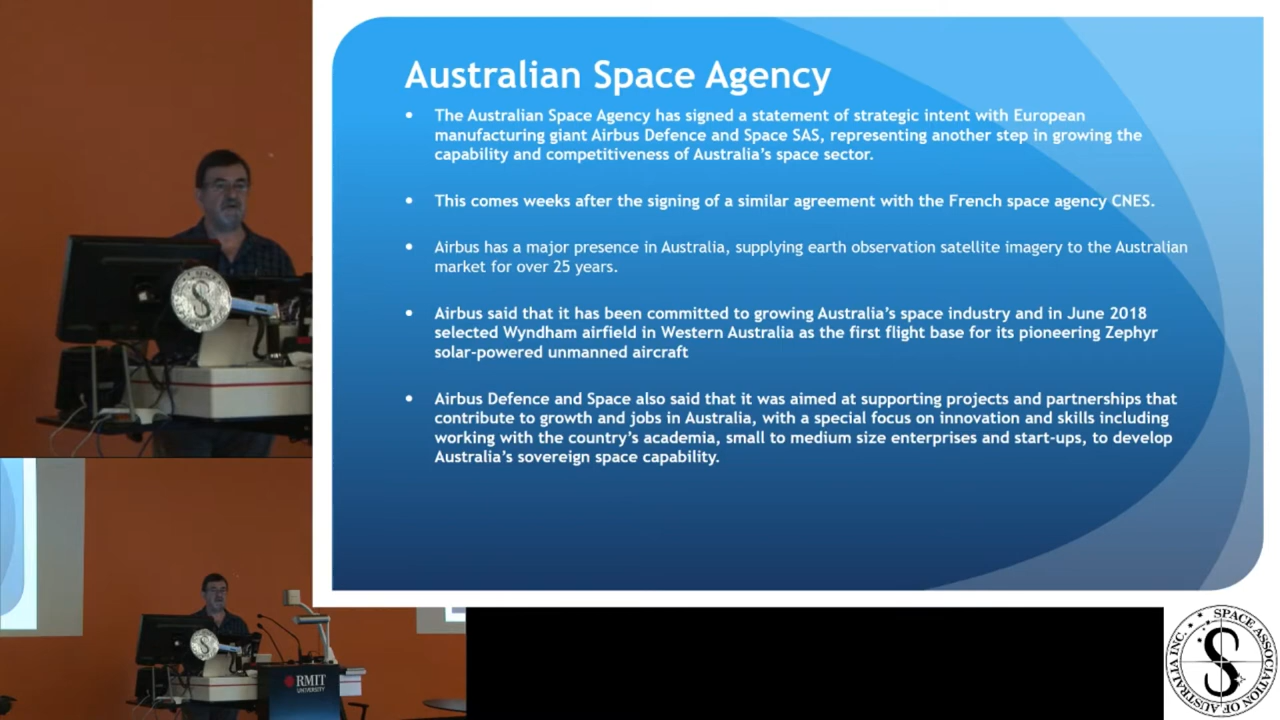 Australian Space Agency
• The Australian Space Agency has signed a statement of strategic intent with European
manufacturing giant Airbus Defence and Space SAS, representing another step in growing the
capability and competitiveness of Australia's space sector.
• This comes weeks after the signing of a similar agreement with the French space agency CNES.
• Airbus has a major presence in Australia, supplying earth observation satellite imagery to the Australian
market for over 25 years.
• Airbus said that it has been committed to growing Australia's space industry and in June 2018
selected Wyndham airfield in Western Australia as the first flight base for its pioneering Zephyr
solar-powered unmanned aircraft
• Airbus Defence and Space also said that it was aimed at supporting projects and partnerships that
contribute to growth and jobs in Australia, with a special focus on innovation and skills including
working with the country's academia, small to medium size enterprises and start-ups, to develop
Australia's sovereign space capability.
RMIT
UNIVERSITY
S
SPACE ASSOCIATION OF AUSTRALIA INC.